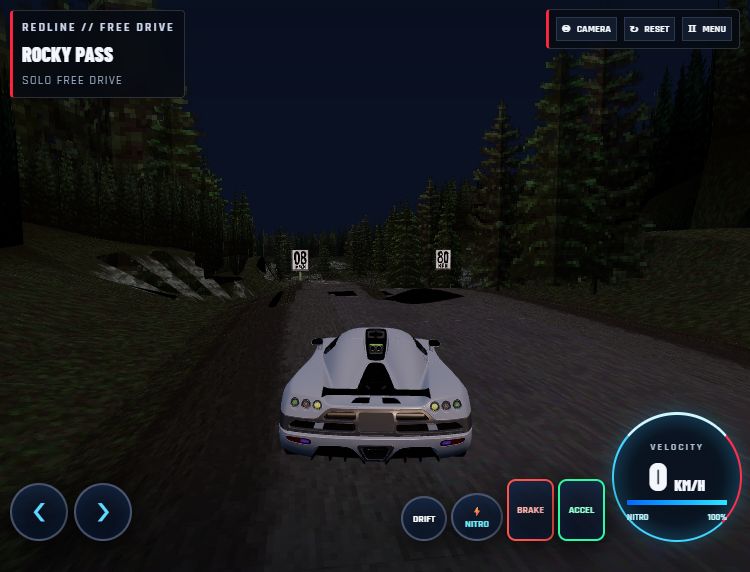 REDLINE // FREE DRIVE
ROCKY PASS
SOLO FREE DRIVE
CAMERA
RESET
MENU
08
80
VELOCITY
0 KM/H
NITRO 100%
DRIFT
NITRO
BRAKE
ACCEL